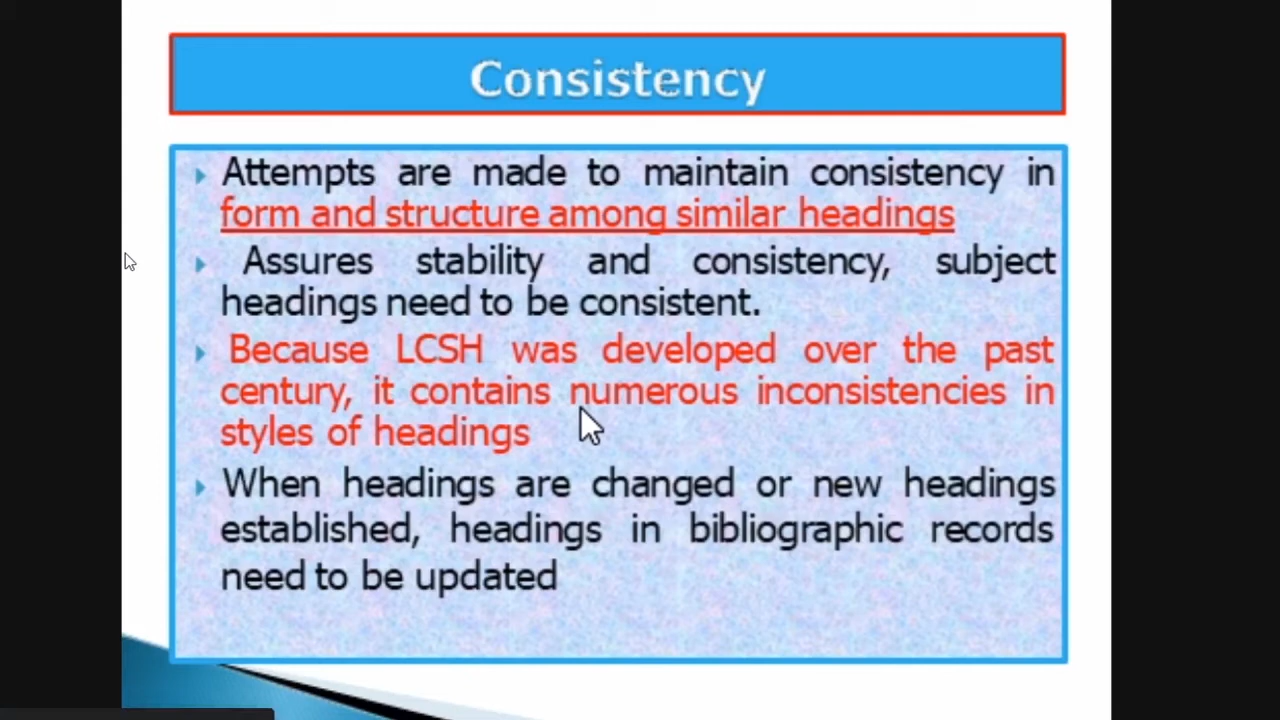 Consistency
Attempts are made to maintain consistency in
form and structure among similar headings
Assures stability and consistency, subject
headings need to be consistent.
Because LCSH was developed over the past
century, it contains numerous inconsistencies in
styles of headings
When headings are changed or new headings
established, headings in bibliographic records
need to be updated